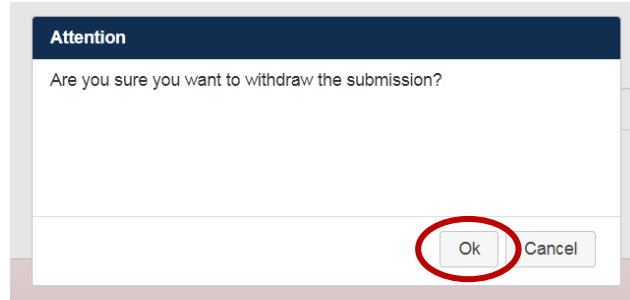 Attention
Are you sure you want to withdraw the submission?
Ok Cancel